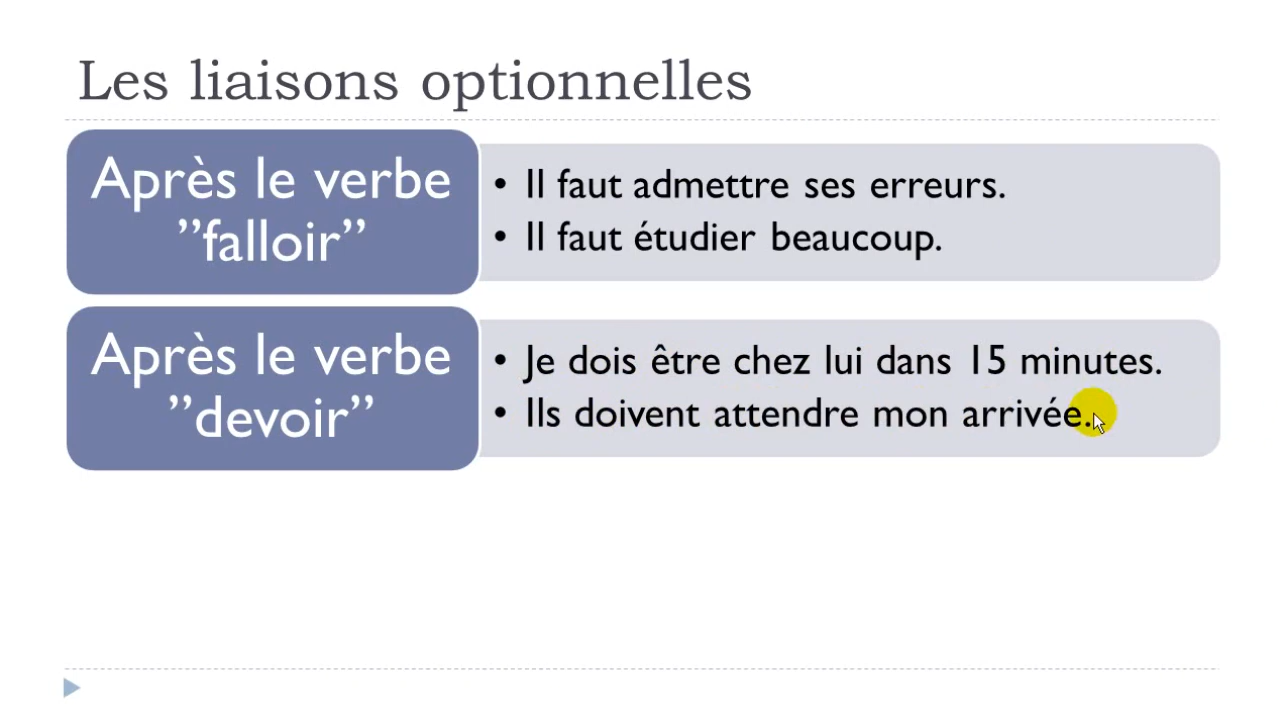 Les liaisons optionnelles
Après le verbe
”falloir”
• Il faut admettre ses erreurs.
• Il faut étudier beaucoup.
Après le verbe
”devoir”
• Je dois être chez lui dans 15 minutes.
• Ils doivent attendre mon arrivée.